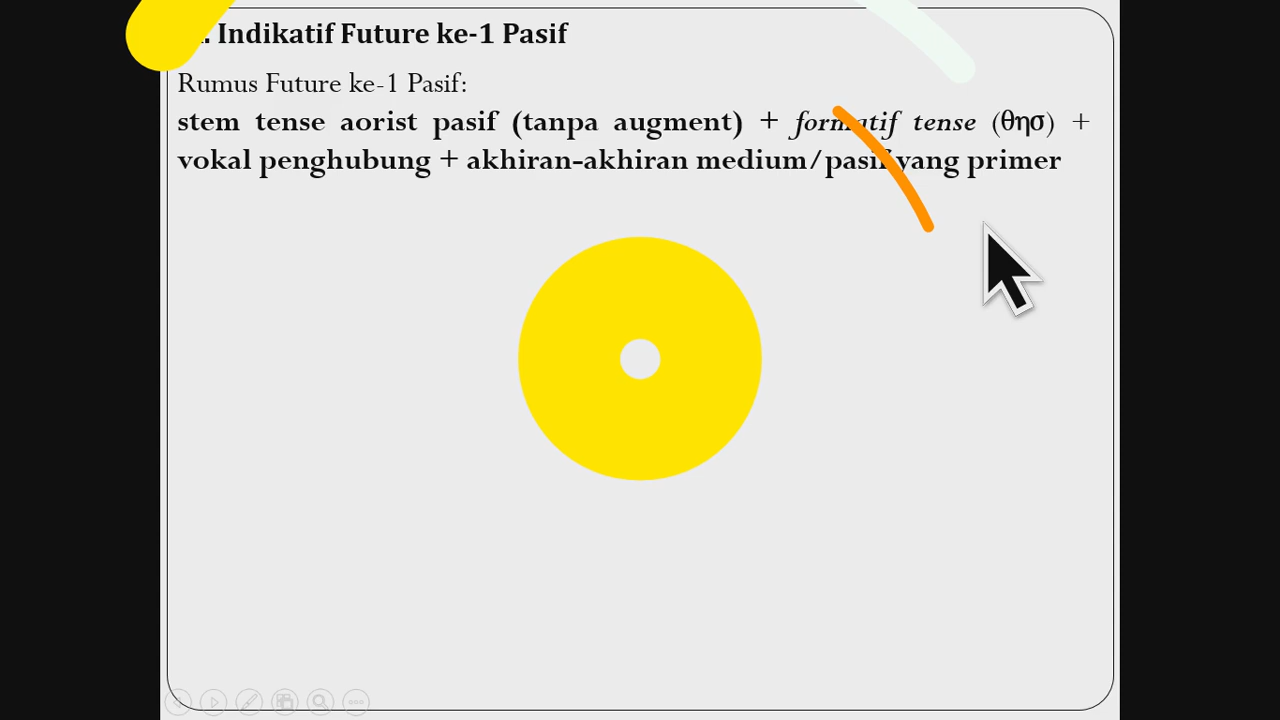 . Indikatif Future ke-1 Pasif
Rumus Future ke-1 Pasif:
stem tense aorist pasif (tanpa augment) + formatif tense (θησ) +
vokal penghubung + akhiran-akhiran medium/pasif yang primer